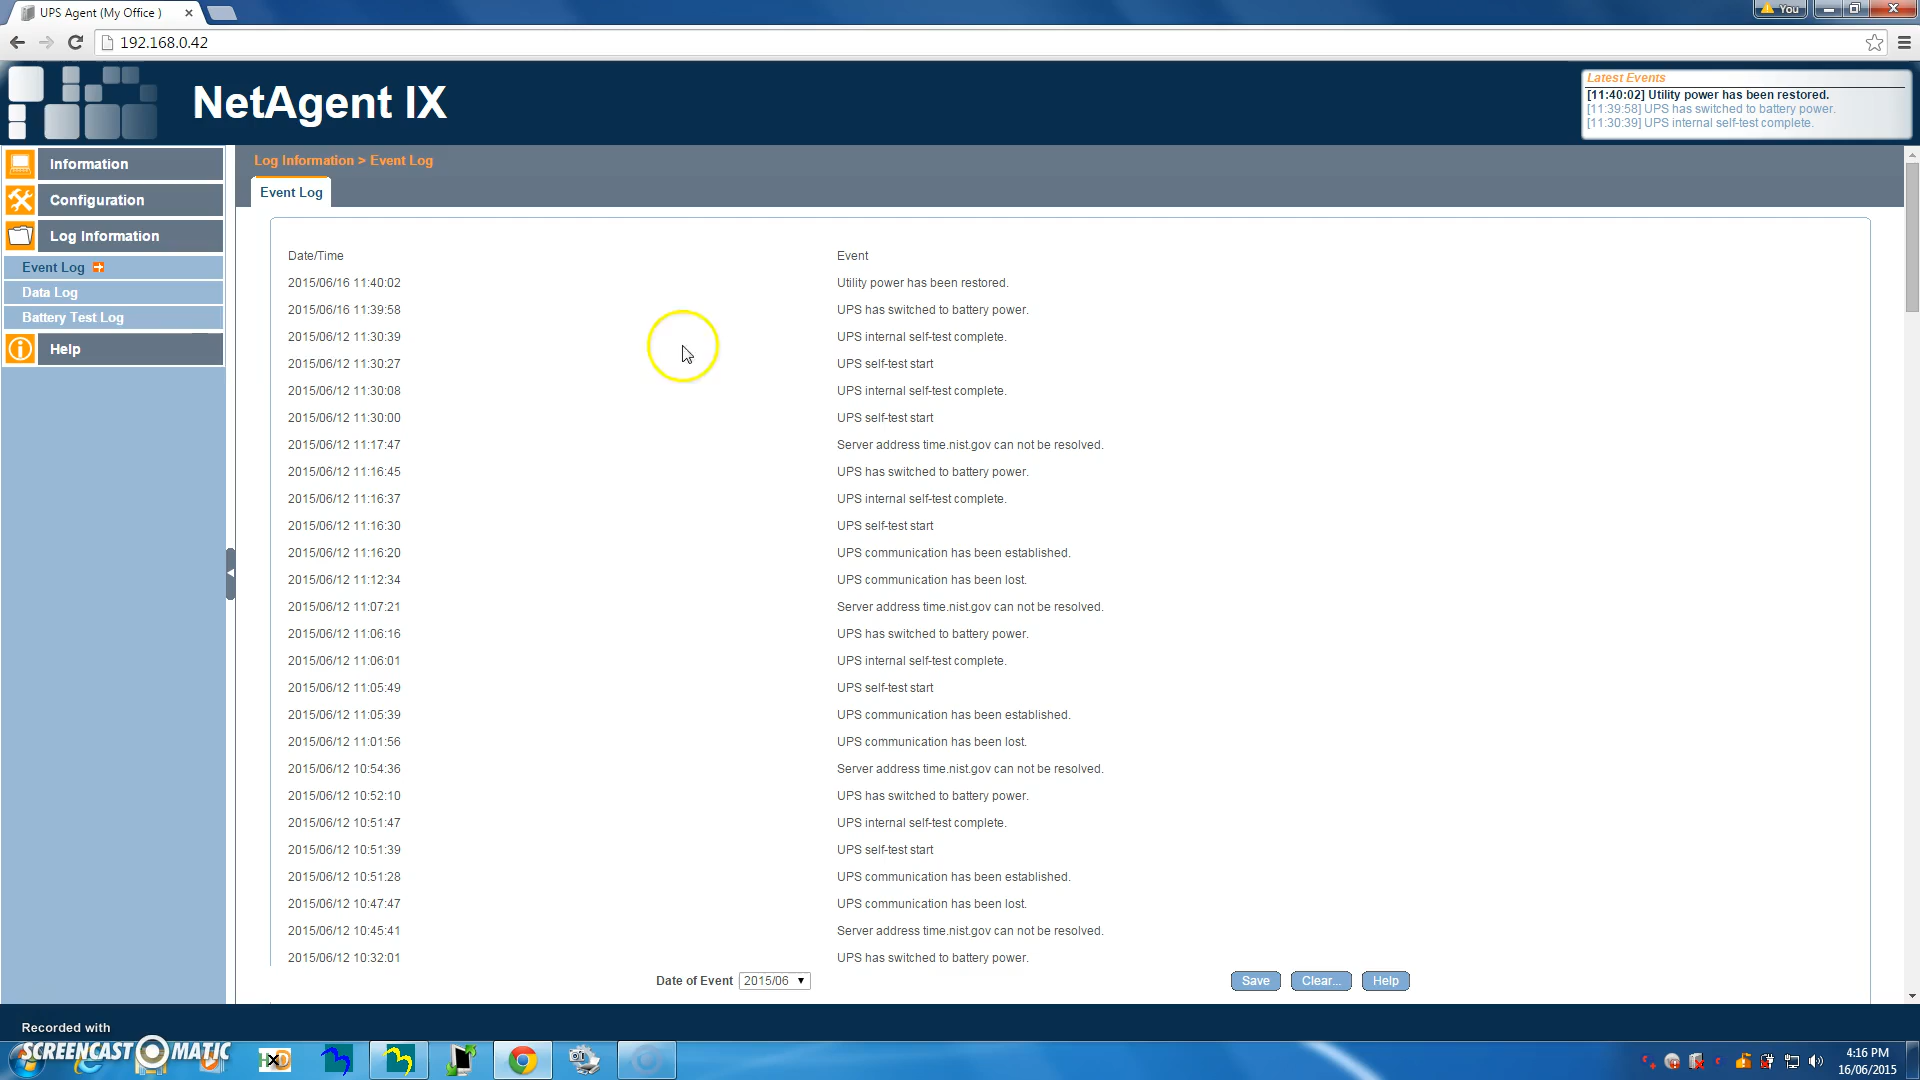 UPS Agent (My Office )
You
192.168.0.42
NetAgent IX
Latest Events
[11:40:02] Utility power has been restored.
[11:39:58] UPS has switched to battery power.
[11:30:39] UPS internal self-test complete.
Information
Configuration
Log Information
Event Log
Data Log
Battery Test Log
Help
Log Information > Event Log
Event Log
Date/Time Event
2015/06/16 11:40:02 Utility power has been restored.
2015/06/16 11:39:58 UPS has switched to battery power.
2015/06/12 11:30:39 UPS internal self-test complete.
2015/06/12 11:30:27 UPS self-test start
2015/06/12 11:30:08 UPS internal self-test complete.
2015/06/12 11:30:00 UPS self-test start
2015/06/12 11:17:47 Server address time.nist.gov can not be resolved.
2015/06/12 11:16:45 UPS has switched to battery power.
2015/06/12 11:16:37 UPS internal self-test complete.
2015/06/12 11:16:30 UPS self-test start
2015/06/12 11:16:20 UPS communication has been established.
2015/06/12 11:12:34 UPS communication has been lost.
2015/06/12 11:07:21 Server address time.nist.gov can not be resolved.
2015/06/12 11:06:16 UPS has switched to battery power.
2015/06/12 11:06:01 UPS internal self-test complete.
2015/06/12 11:05:49 UPS self-test start
2015/06/12 11:05:39 UPS communication has been established.
2015/06/12 11:01:56 UPS communication has been lost.
2015/06/12 10:54:36 Server address time.nist.gov can not be resolved.
2015/06/12 10:52:10 UPS has switched to battery power.
2015/06/12 10:51:47 UPS internal self-test complete.
2015/06/12 10:51:39 UPS self-test start
2015/06/12 10:51:28 UPS communication has been established.
2015/06/12 10:47:47 UPS communication has been lost.
2015/06/12 10:45:41 Server address time.nist.gov can not be resolved.
2015/06/12 10:32:01 UPS has switched to battery power.
Date of Event 2015/06 Save Clear... Help
Recorded with
SCREENCAST MATIC
HxD
4:16 PM
16/06/2015